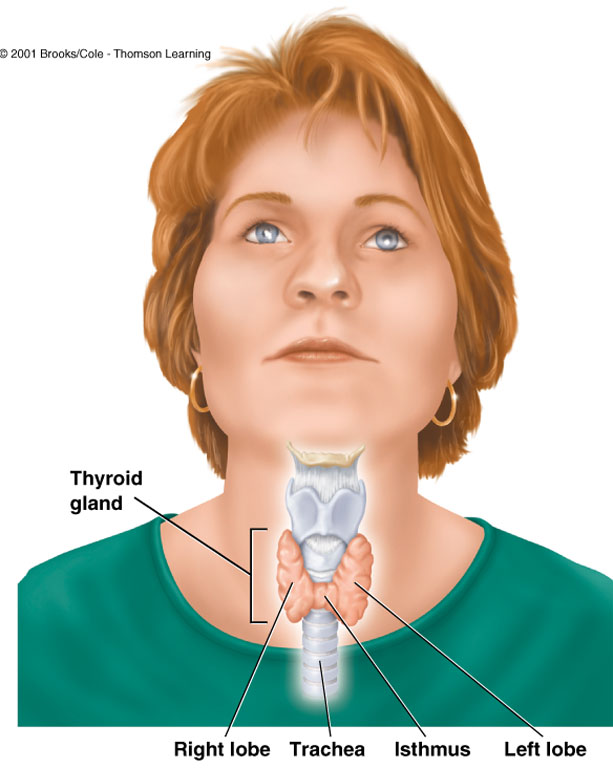 © 2001 Brooks/Cole - Thomson Learning
Thyroid
gland
Right lobe
Trachea
Isthmus
Left lobe